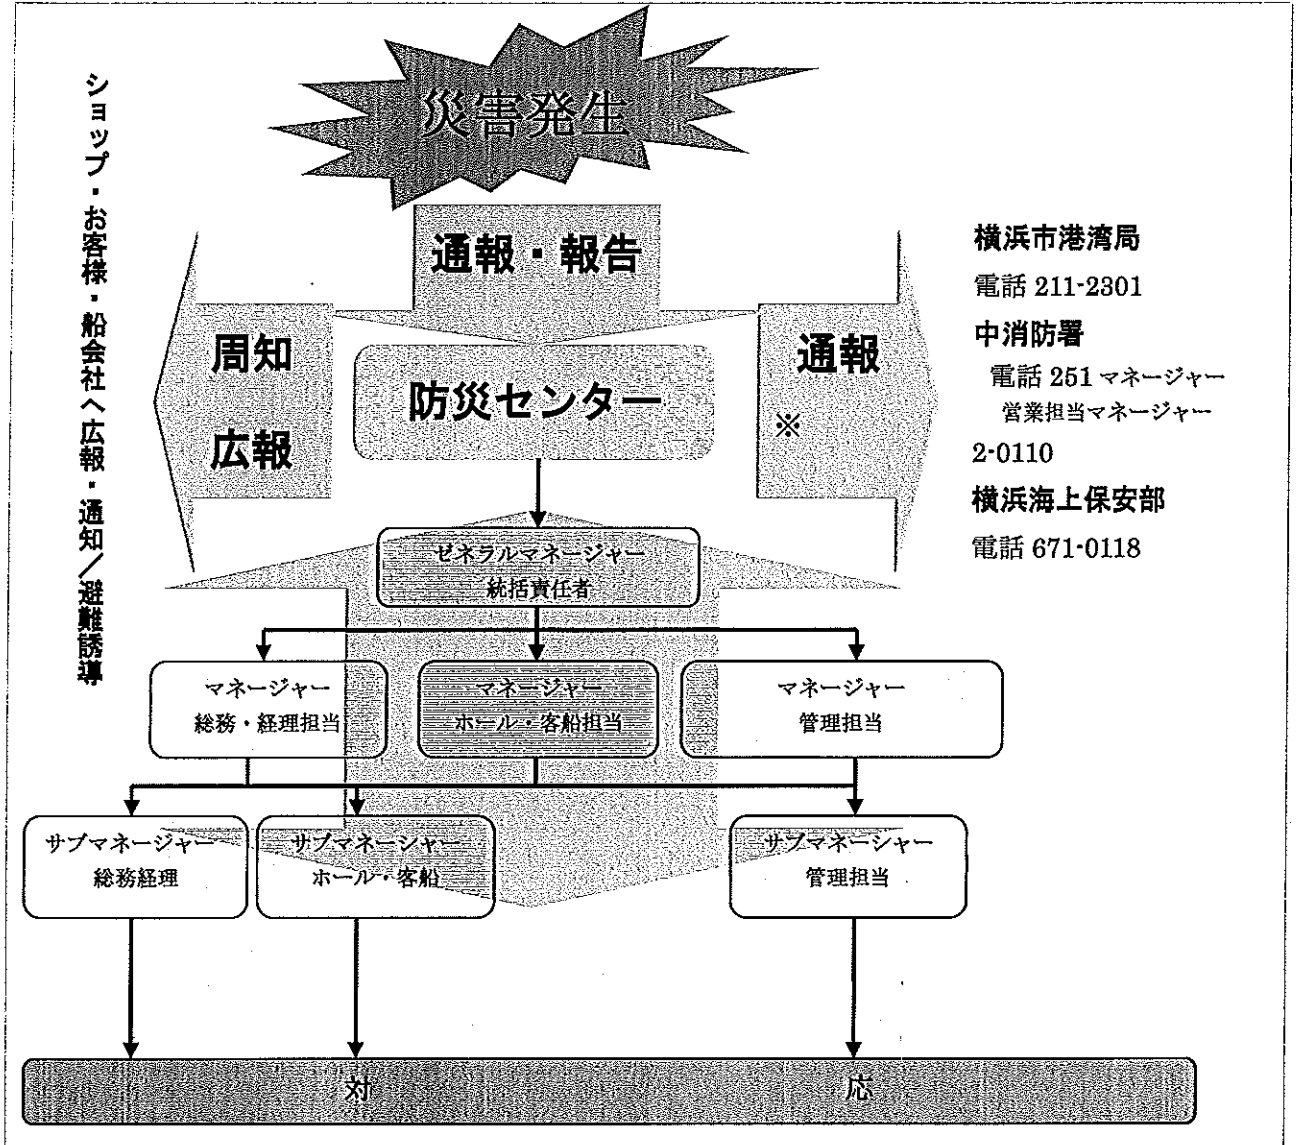 災害発生
通報・報告
ショップ・お客様・船会社へ広報・通知／避難誘導
周知
広報
防災センター
通報
※
横浜市港湾局
電話 211-2301
中消防署
電話 251 マネージャー
営業担当マネージャー
2-0110
横浜海上保安部
電話 671-0118
ゼネラルマネージャー
統括責任者
マネージャー
総務・経理担当
マネージャー
ホール・客船担当
マネージャー
管理担当
サブマネージャー
総務経理
サブマネージャー
ホール・客船
サブマネージャー
管理担当
対　応